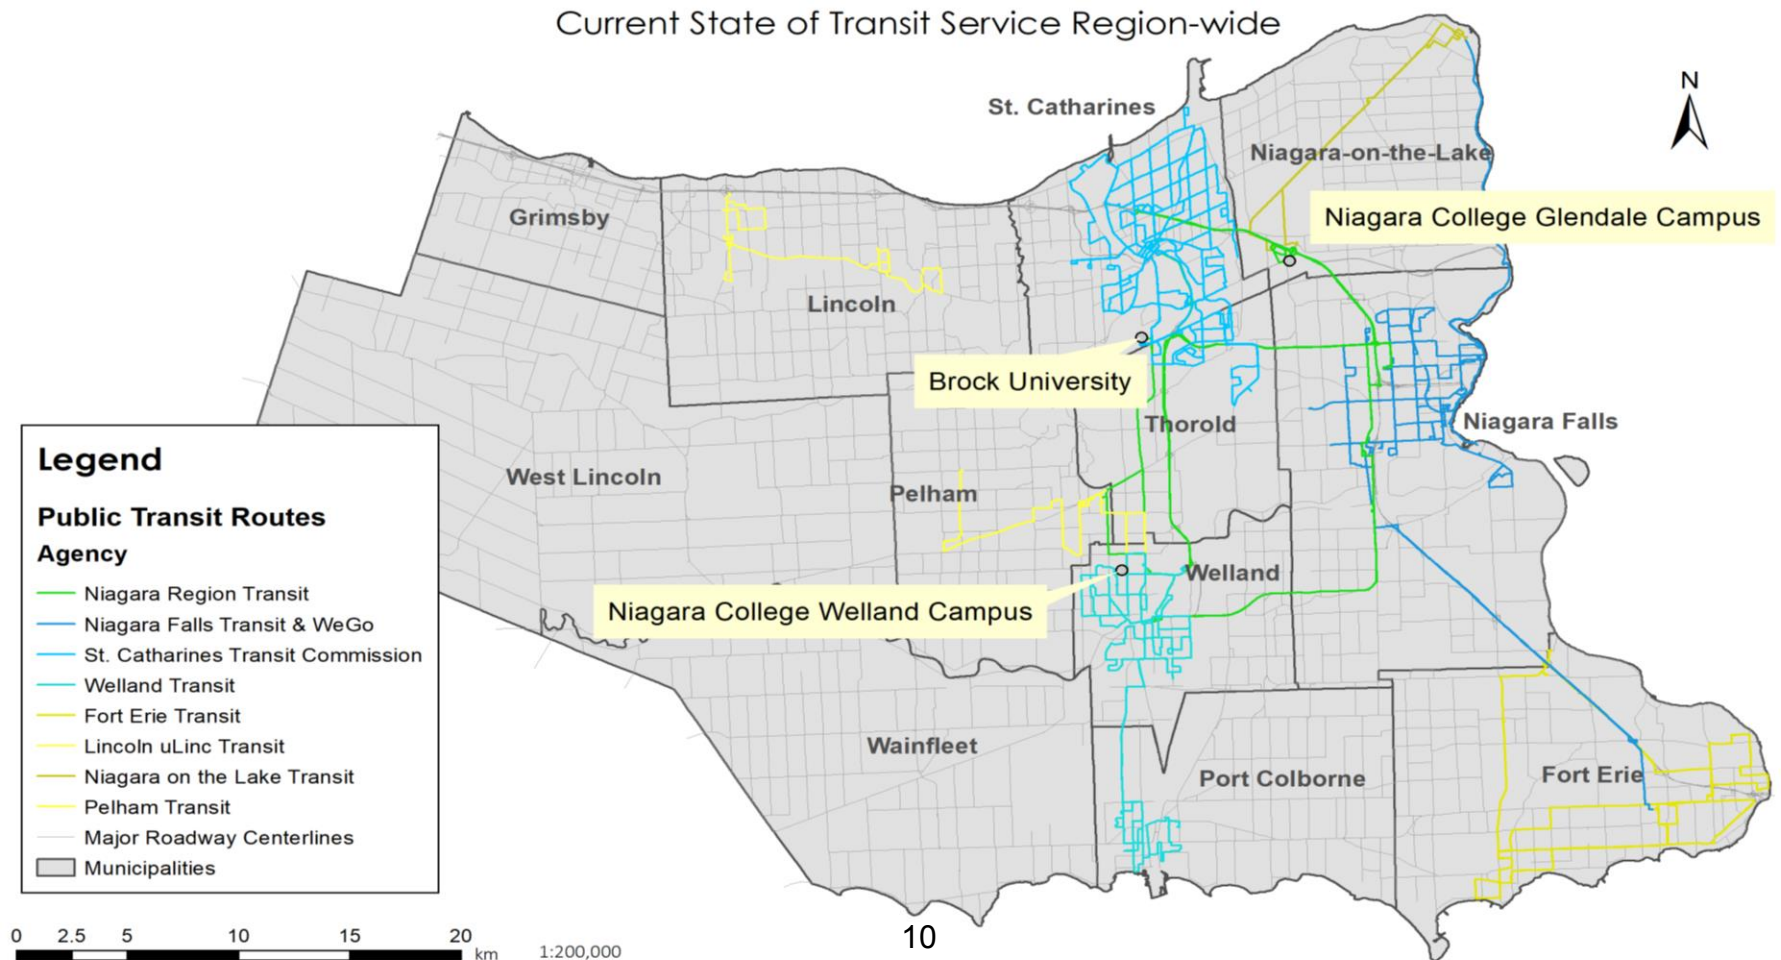 Current State of Transit Service Region-wide
N
St. Catharines
Niagara-on-the-Lake
Niagara College Glendale Campus
Grimsby
Lincoln
Brock University
Thorold
Niagara Falls
West Lincoln
Pelham
Welland
Niagara College Welland Campus
Wainfleet
Port Colborne
Fort Erie
Legend
Public Transit Routes
Agency
Niagara Region Transit
Niagara Falls Transit & WeGo
St. Catharines Transit Commission
Welland Transit
Fort Erie Transit
Lincoln uLinc Transit
Niagara on the Lake Transit
Pelham Transit
Major Roadway Centerlines
Municipalities
0 2.5 5 10 15 20
km
1:200,000
10